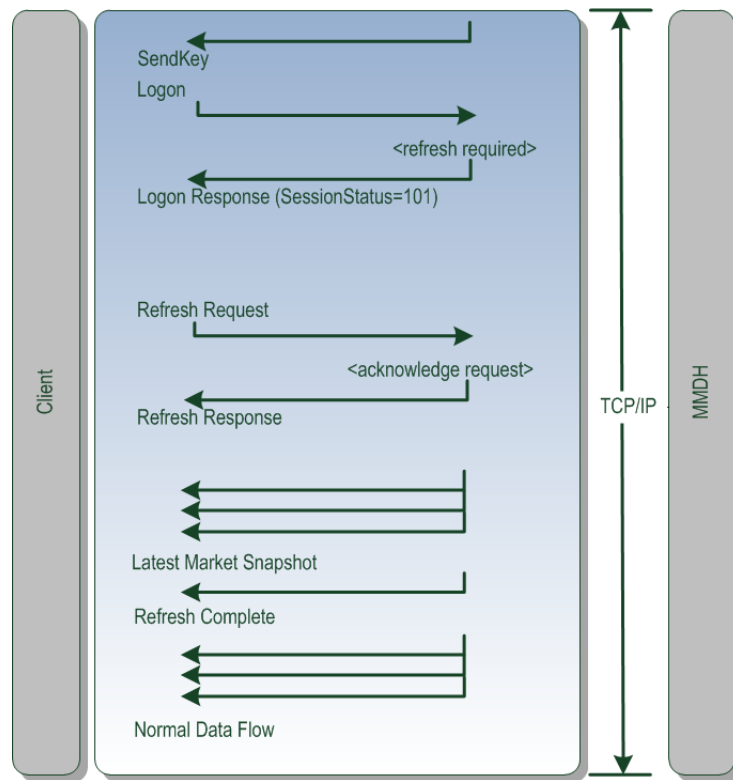 SendKey
Logon
<refresh required>
Logon Response (SessionStatus=101)
Refresh Request
<acknowledge request>
Refresh Response
Latest Market Snapshot
Refresh Complete
Normal Data Flow
Client
TCP/IP
MMDH